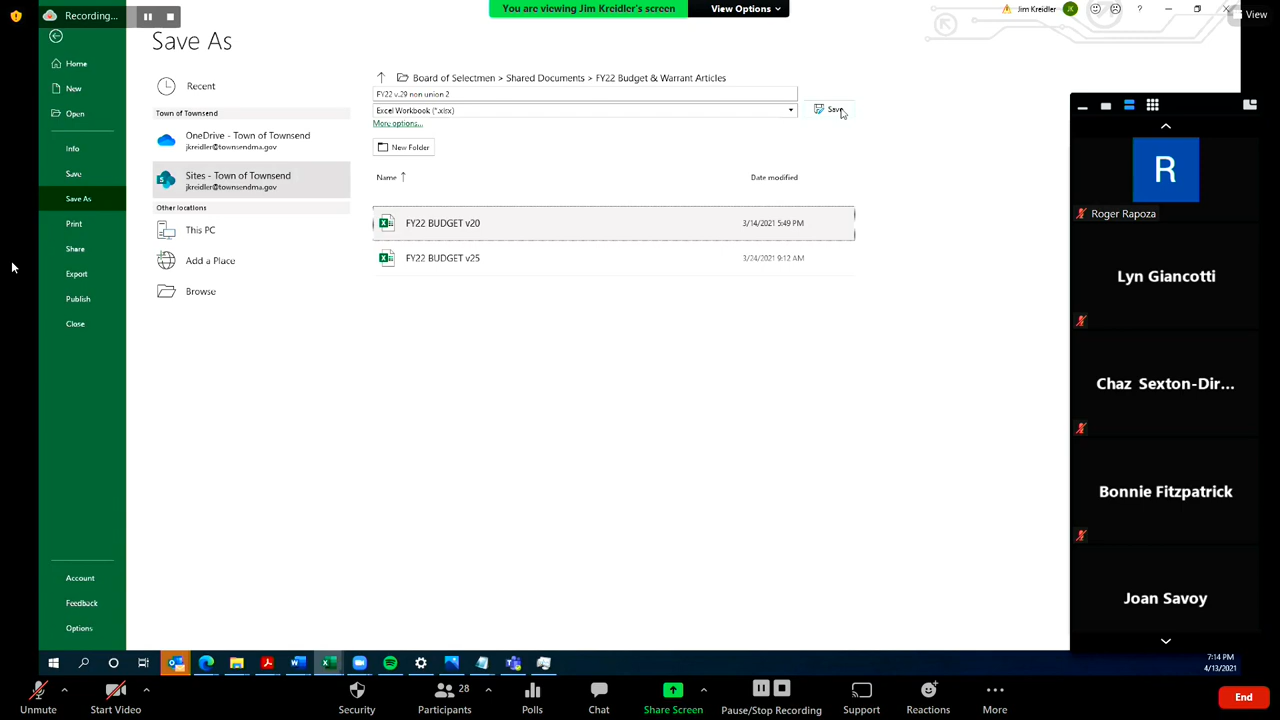 Recording...
You are viewing Jim Kreidler's screen
View Options
Jim Kreidler
JK
?
View
Save As
Home
New
Open
Info
Save
Save As
Print
Share
Export
Publish
Close
Account
Feedback
Options
Recent
Town of Townsend
OneDrive - Town of Townsend
jkreidler@townsendma.gov
Sites - Town of Townsend
jkreidler@townsendma.gov
Other locations
This PC
Add a Place
Browse
Board of Selectmen > Shared Documents > FY22 Budget & Warrant Articles
FY22 v.29 non union 2
Excel Workbook (*.xlsx)
Save
More options...
New Folder
Name ↑ Date modified
FY22 BUDGET v20 3/14/2021 5:49 PM
FY22 BUDGET v25 3/24/2021 9:12 AM
R
Roger Rapoza
Lyn Giancotti
Chaz Sexton-Dir...
Bonnie Fitzpatrick
Joan Savoy
7:14 PM
4/13/2021
Unmute
Start Video
Security
Participants 28
Polls
Chat
Share Screen
Pause/Stop Recording
Support
Reactions
More
End